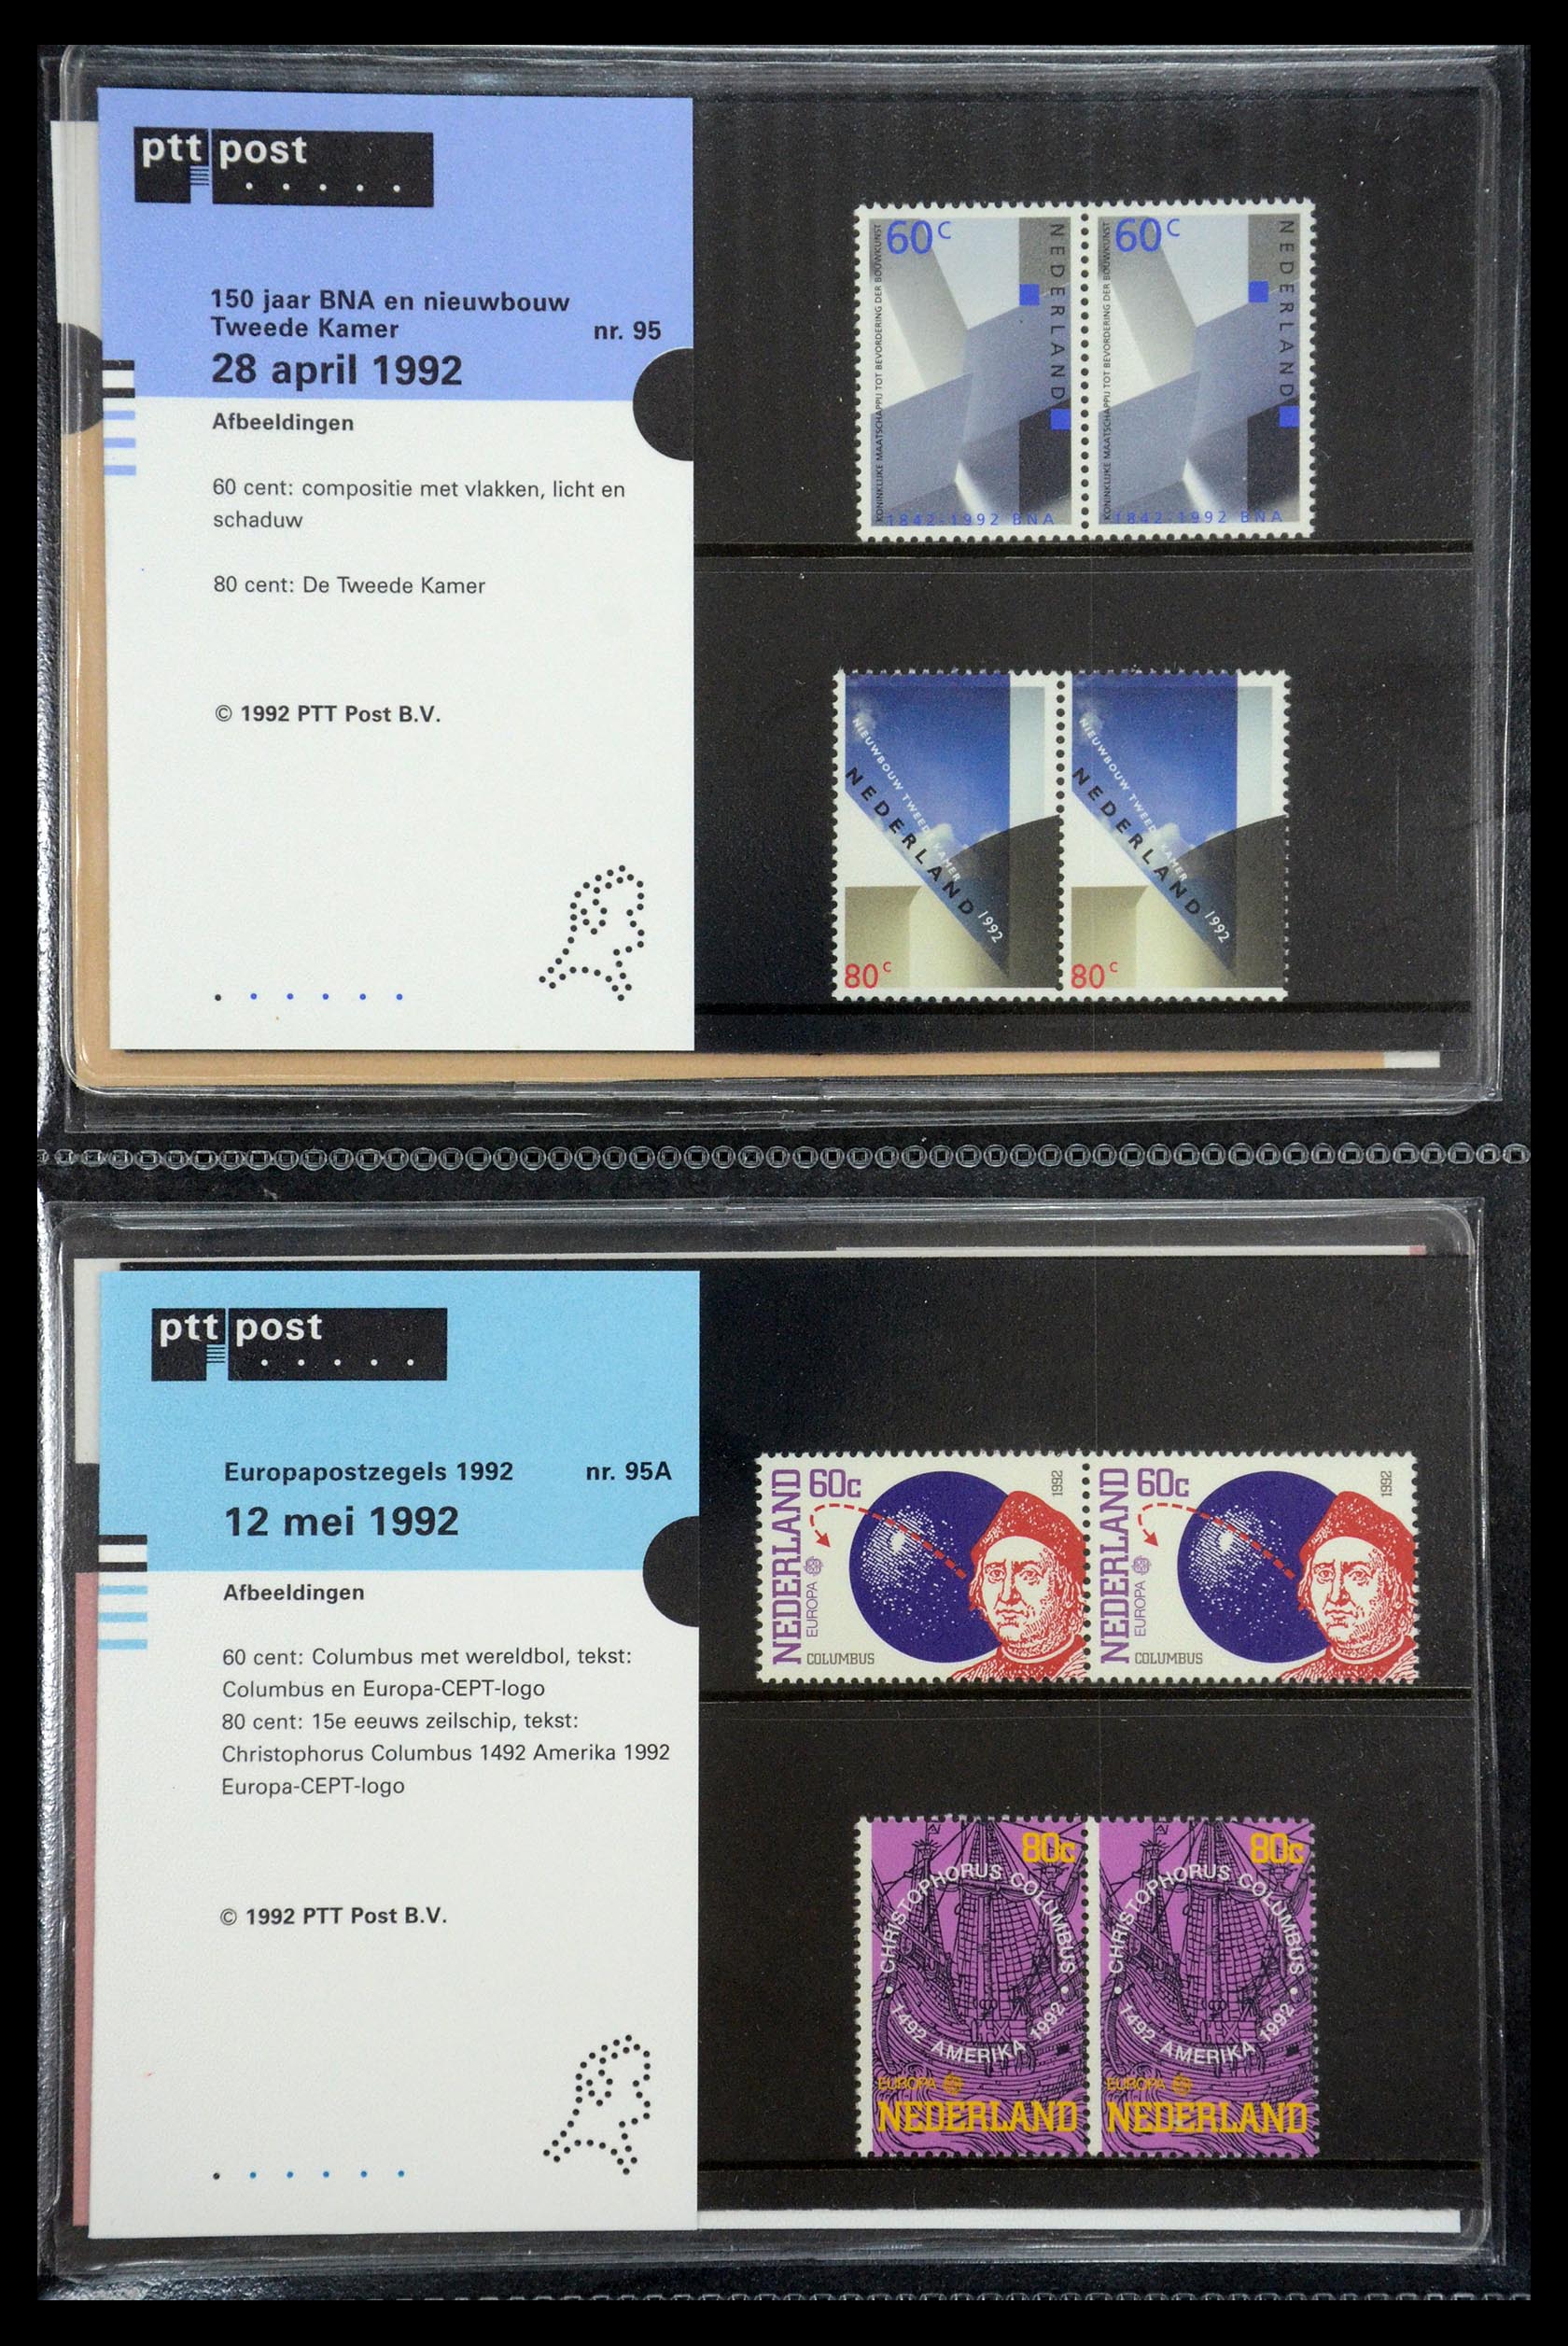 ptt post
150 jaar BNA en nieuwbouw
Tweede Kamer nr. 95
28 april 1992
Afbeeldingen
60 cent: compositie met vlakken, licht en
schaduw
80 cent: De Tweede Kamer
© 1992 PTT Post B.V.
KONINKLIJKE MAATSCHAPPIJ TOT BEVORDERING DER BOUWKUNST
60c
NEDERLAND
1842-1992 BNA
KONINKLIJKE MAATSCHAPPIJ TOT BEVORDERING DER BOUWKUNST
60c
NEDERLAND
1842-1992 BNA
NIEUWBOUW TWEEDE KAMER
NEDERLAND 1992
80c
NIEUWBOUW TWEEDE KAMER
NEDERLAND 1992
80c
ptt post
Europapostzegels 1992 nr. 95A
12 mei 1992
Afbeeldingen
60 cent: Columbus met wereldbol, tekst:
Columbus en Europa-CEPT-logo
80 cent: 15e eeuws zeilschip, tekst:
Christophorus Columbus 1492 Amerika 1992
Europa-CEPT-logo
© 1992 PTT Post B.V.
NEDERLAND
60c
1992
EUROPA
COLUMBUS
NEDERLAND
60c
1992
EUROPA
COLUMBUS
80c
• CHRISTOPHORUS COLUMBUS •
1492 AMERIKA 1992
EUROPA
NEDERLAND
80c
• CHRISTOPHORUS COLUMBUS •
1492 AMERIKA 1992
EUROPA
NEDERLAND